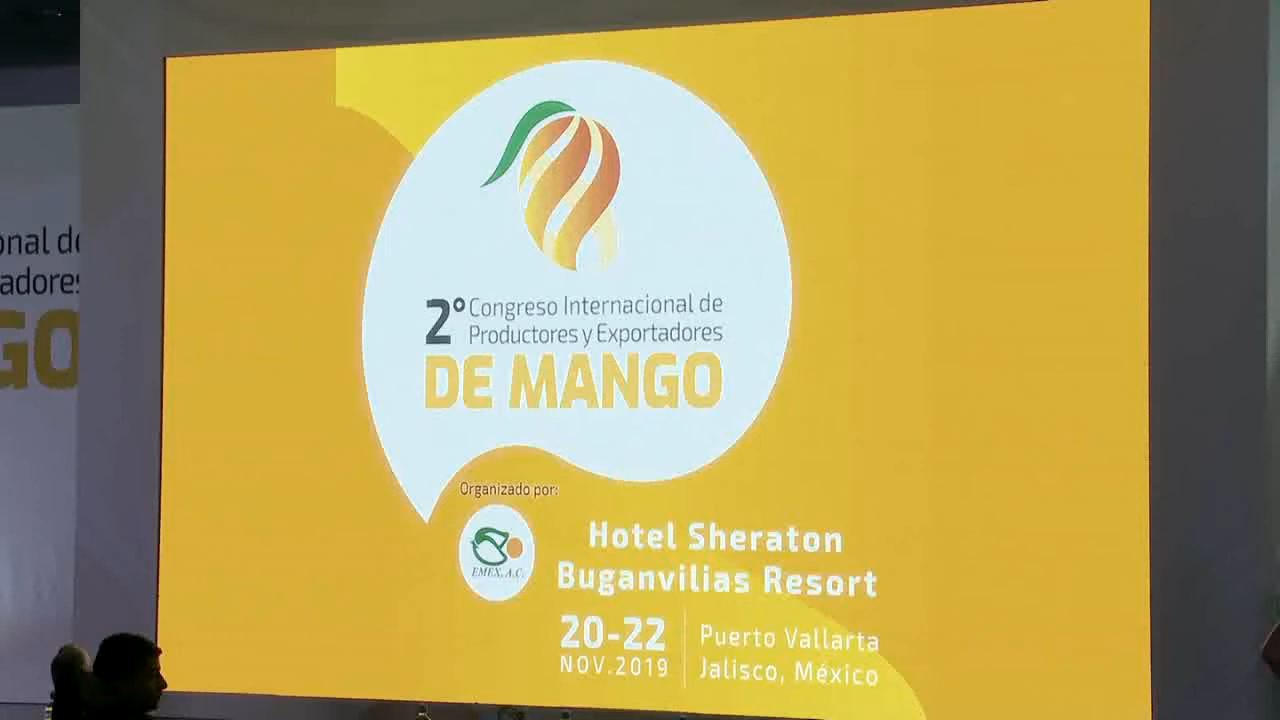 onal de
adores
GO
2° Congreso Internacional de
Productores y Exportadores
DE MANGO
Organizado por:
EMEX, A.C.
Hotel Sheraton
Buganvilias Resort
20-22
NOV.2019
Puerto Vallarta
Jalisco, México